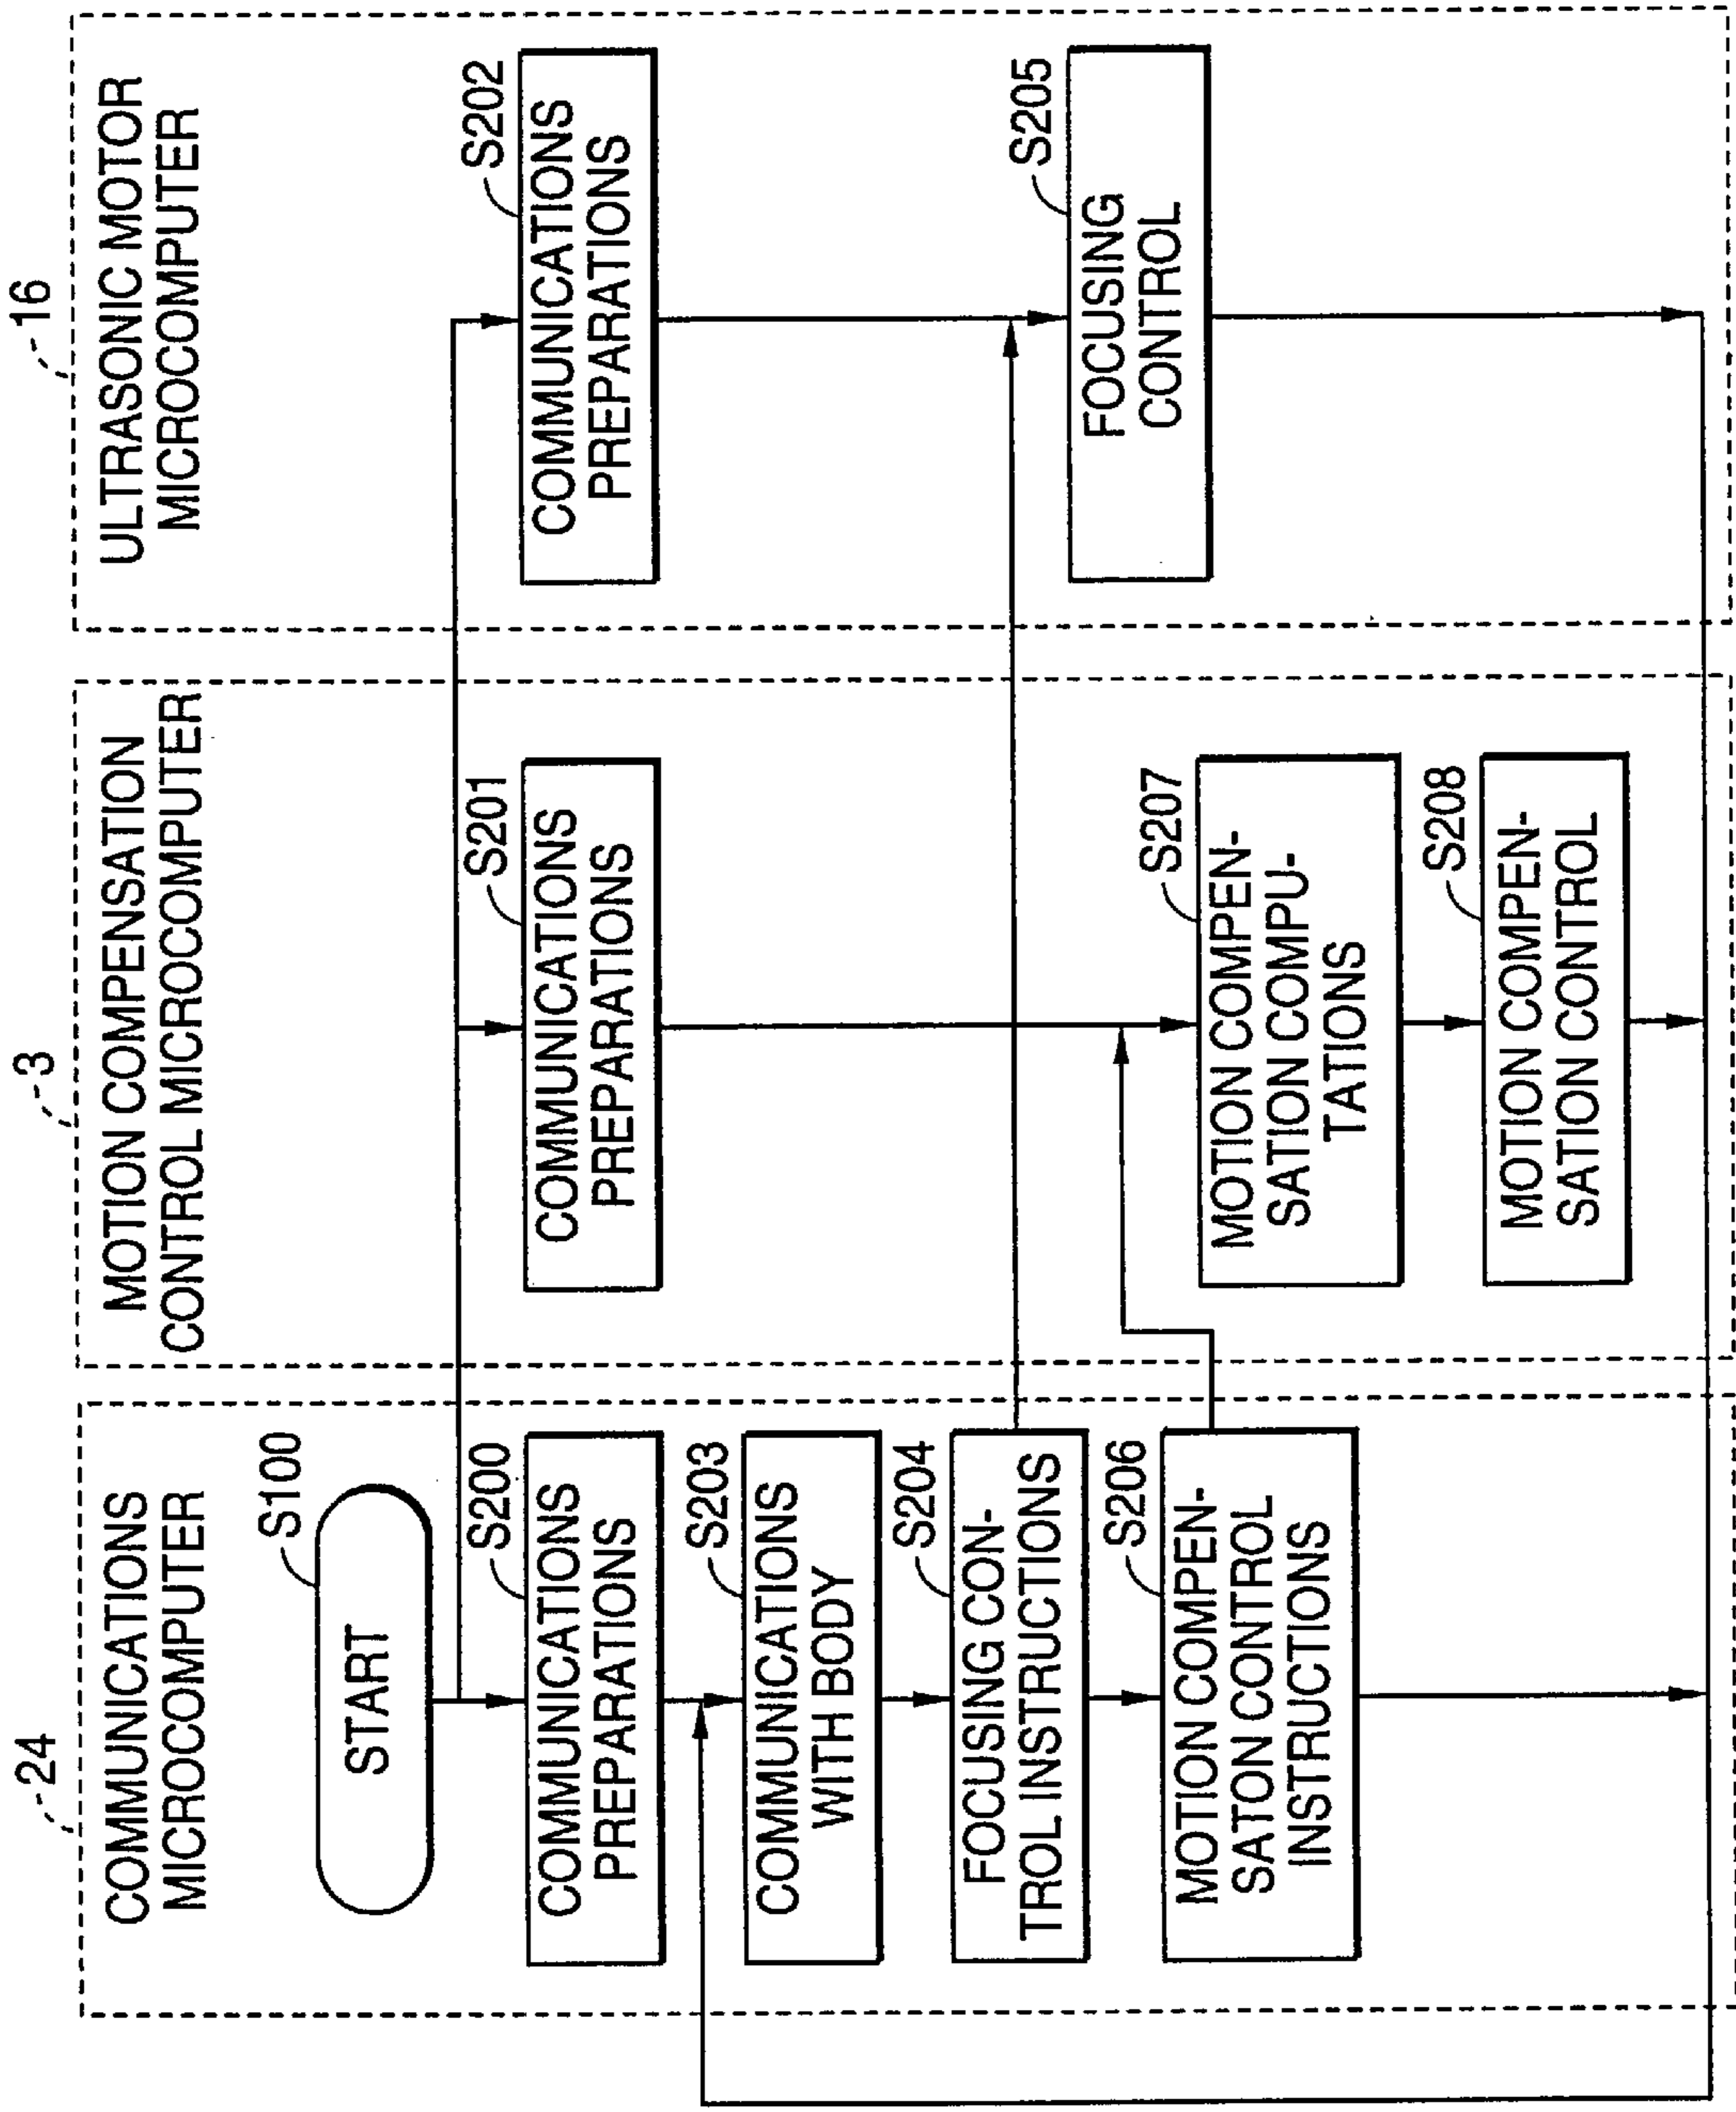 24
COMMUNICATIONS
MICROCOMPUTER
S100
START
S200
COMMUNICATIONS
PREPARATIONS
S203
COMMUNICATIONS
WITH BODY
S204
FOCUSING CON-
TROL INSTRUCTIONS
S206
MOTION COMPEN-
SATON CONTROL
INSTRUCTIONS
3
MOTION COMPENSATION
CONTROL MICROCOMPUTER
S201
COMMUNICATIONS
PREPARATIONS
S207
MOTION COMPEN-
SATION COMPU-
TATIONS
S208
MOTION COMPEN-
SATION CONTROL
16
ULTRASONIC MOTOR
MICROCOMPUTER
S202
COMMUNICATIONS
PREPARATIONS
S205
FOCUSING
CONTROL